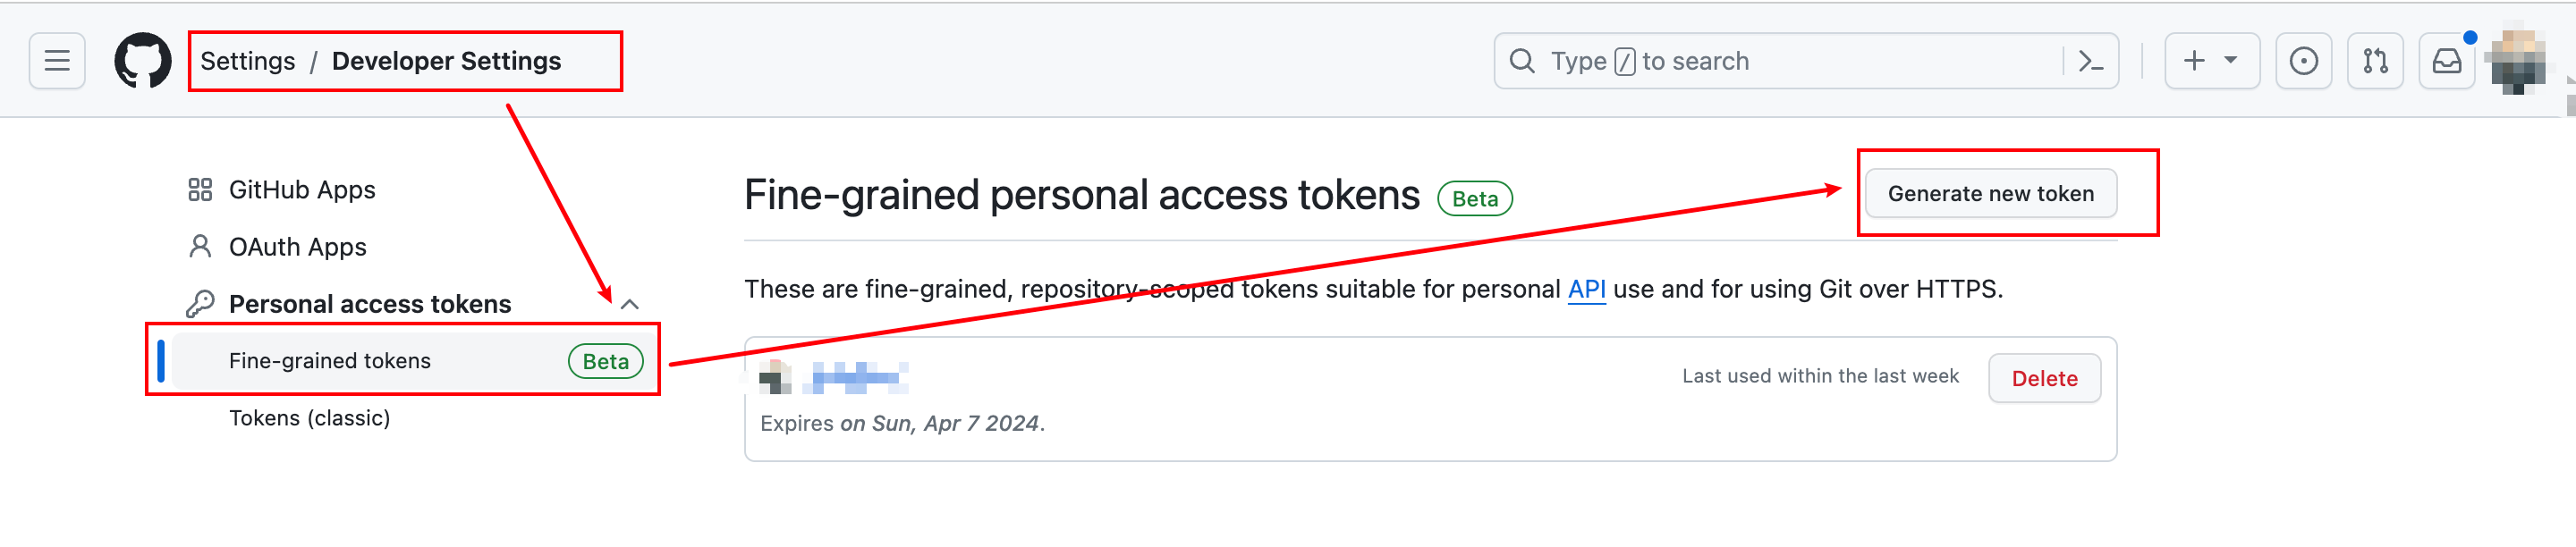 Settings / Developer Settings
Type / to search
GitHub Apps
OAuth Apps
Personal access tokens
Fine-grained tokens Beta
Tokens (classic)
Fine-grained personal access tokens Beta
Generate new token
These are fine-grained, repository-scoped tokens suitable for personal API use and for using Git over HTTPS.
Last used within the last week
Delete
Expires on Sun, Apr 7 2024.